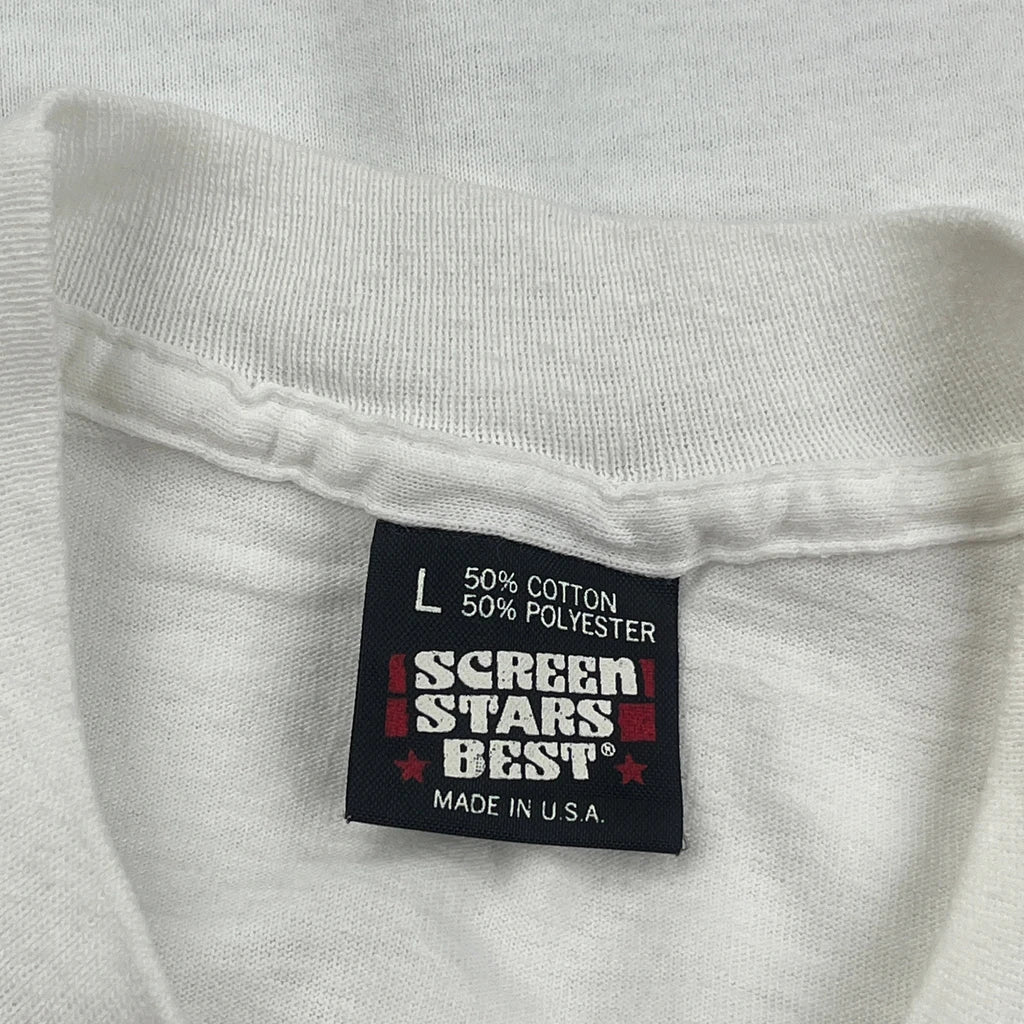 L 50% COTTON
50% POLYESTER
SCREEN
STARS
BEST®
MADE IN U.S.A.